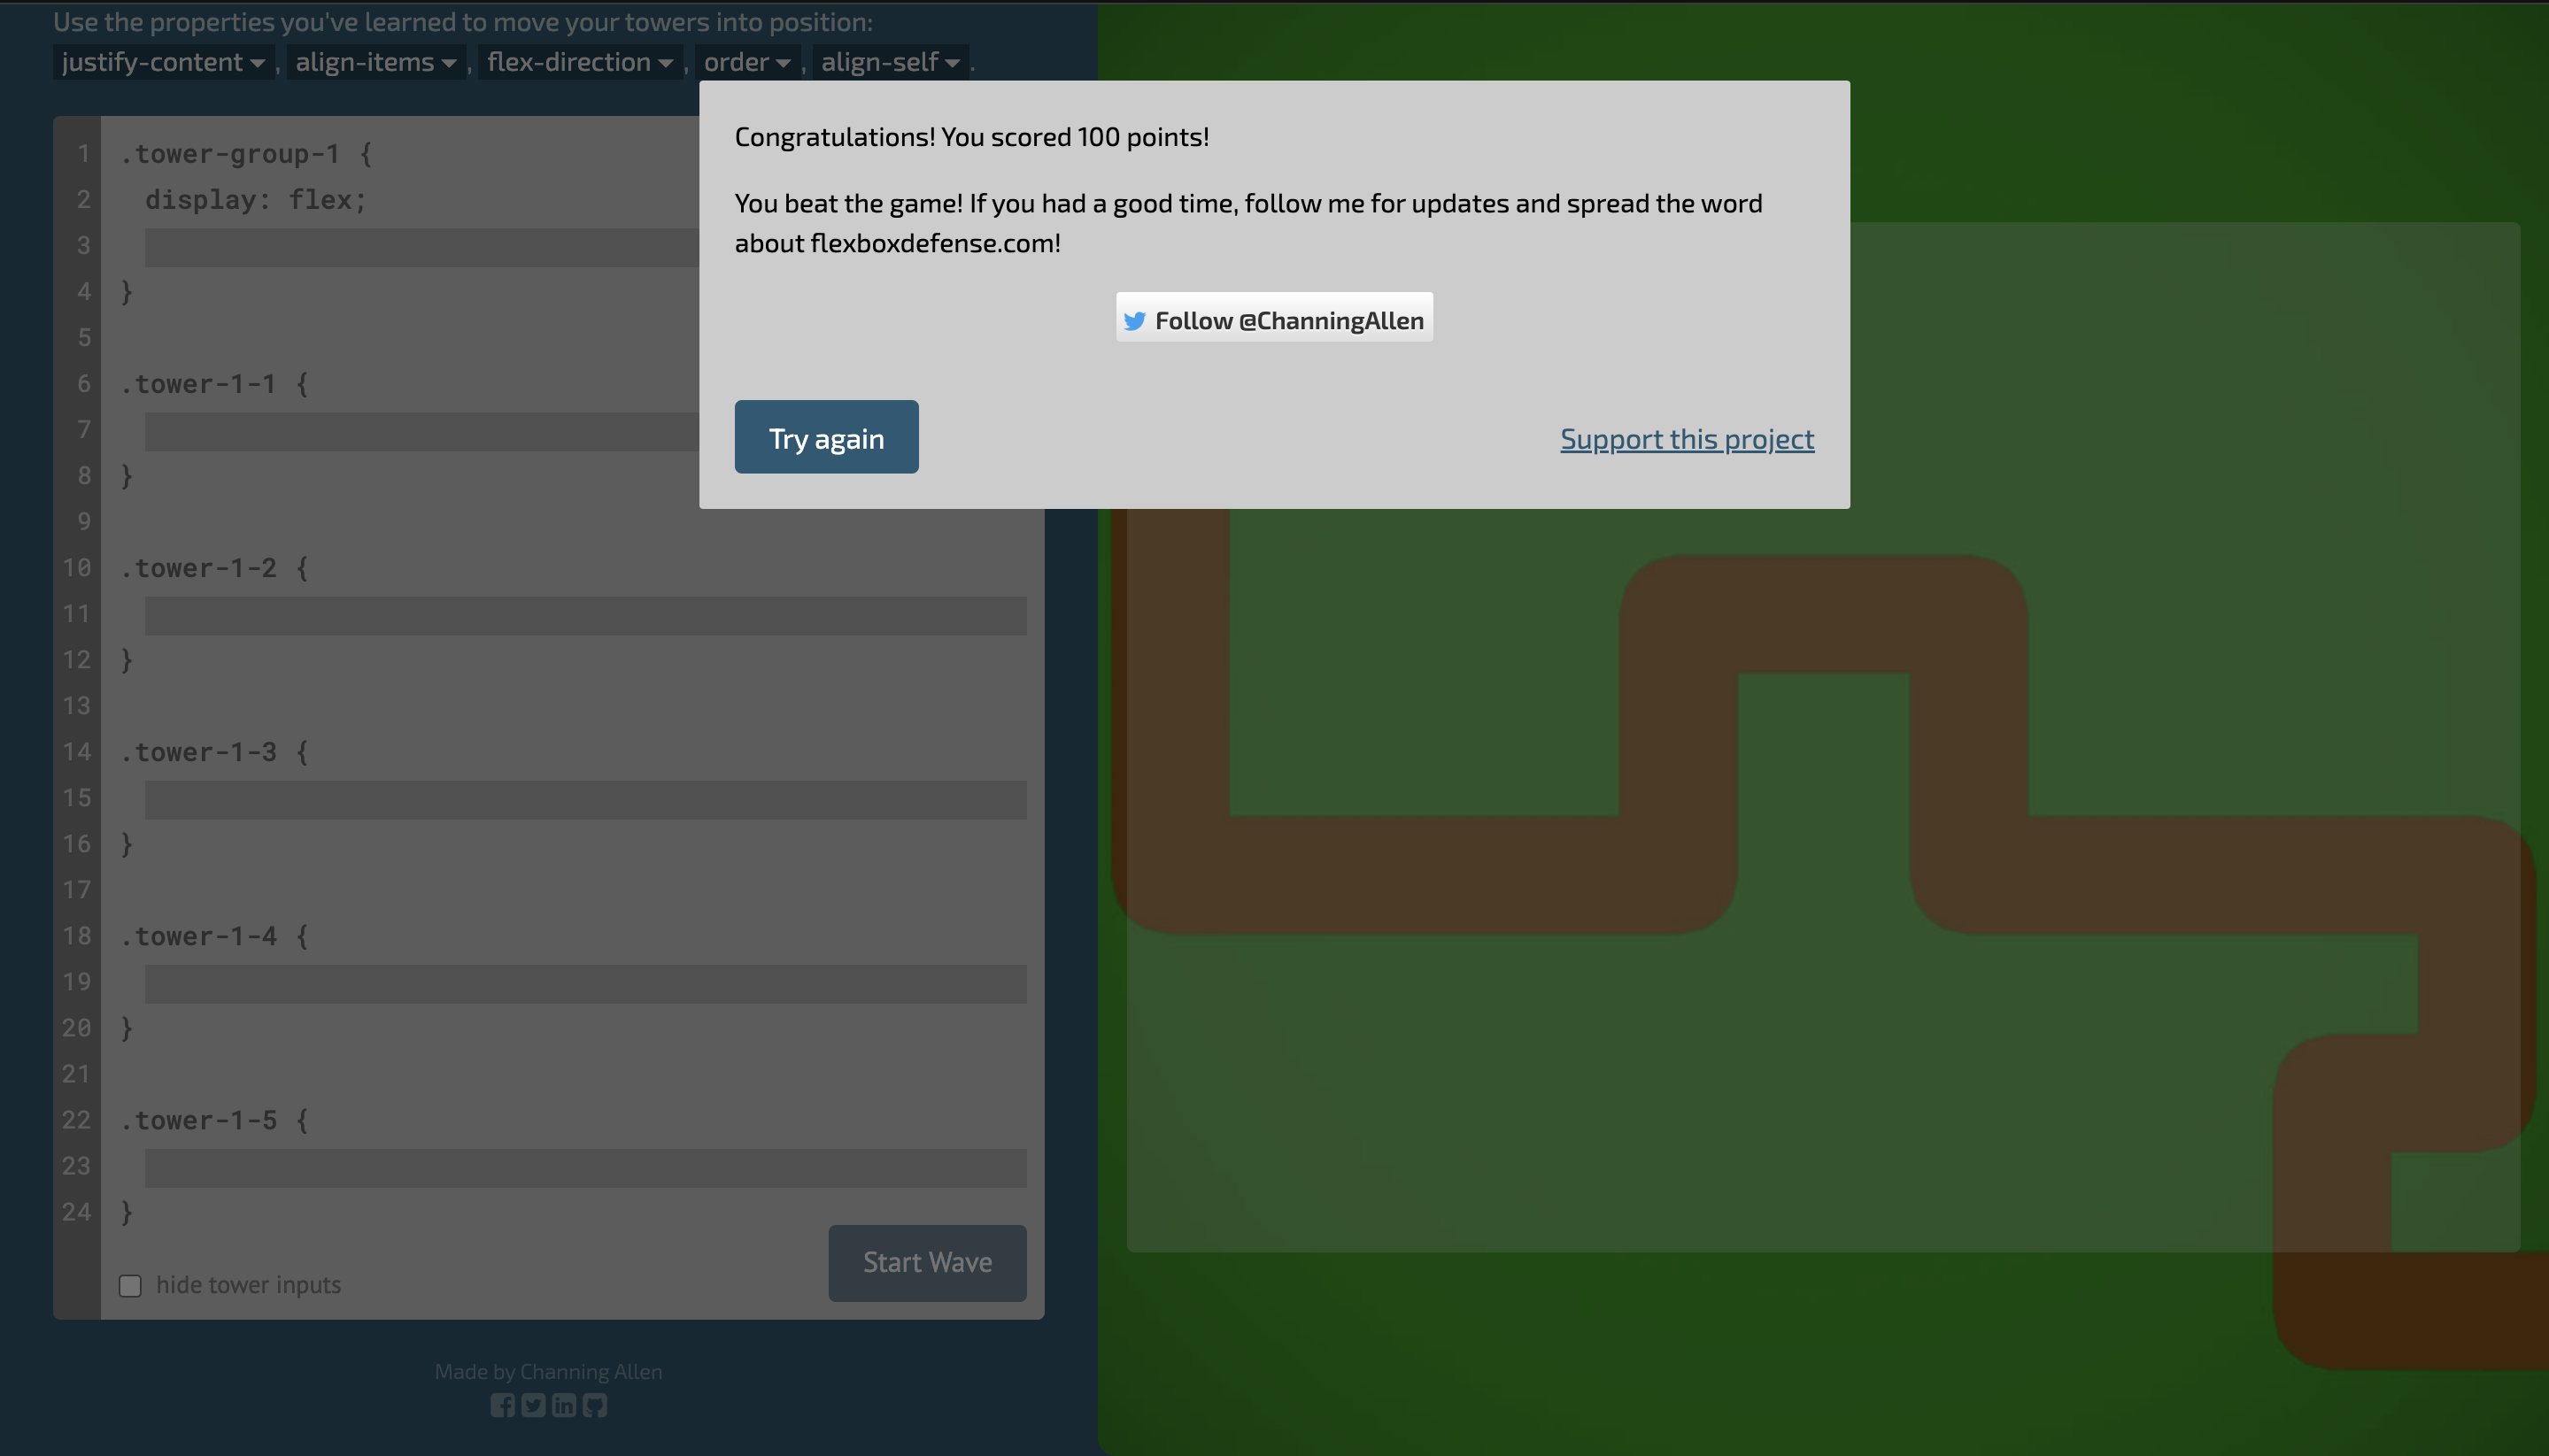 Use the properties you've learned to move your towers into position:
justify-content , align-items , flex-direction , order , align-self .
Congratulations! You scored 100 points!
You beat the game! If you had a good time, follow me for updates and spread the word
about flexboxdefense.com!
Follow @ChanningAllen
Try again
Support this project
1 .tower-group-1 {
2 display: flex;
3
4 }
5
6 .tower-1-1 {
7
8 }
9
10 .tower-1-2 {
11
12 }
13
14 .tower-1-3 {
15
16 }
17
18 .tower-1-4 {
19
20 }
21
22 .tower-1-5 {
23
24 }
hide tower inputs
Start Wave
Made by Channing Allen